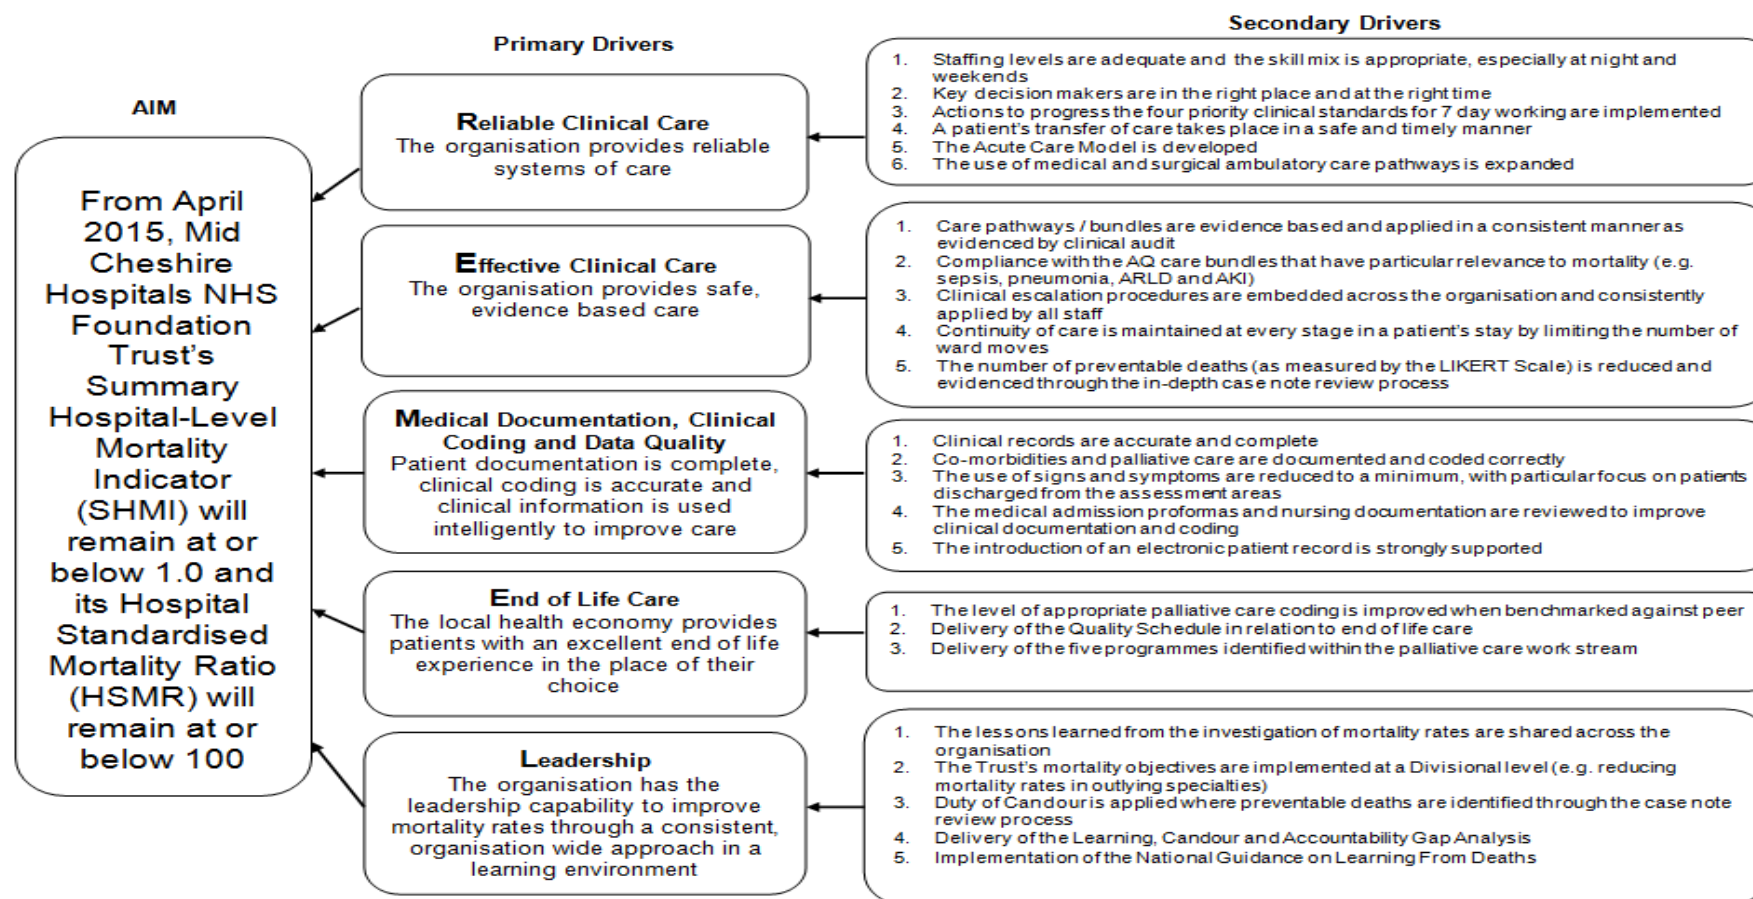 AIM
From April
2015, Mid
Cheshire
Hospitals NHS
Foundation
Trust’s
Summary
Hospital-Level
Mortality
Indicator
(SHMI) will
remain at or
below 1.0 and
its Hospital
Standardised
Mortality Ratio
(HSMR) will
remain at or
below 100
Primary Drivers
Reliable Clinical Care
The organisation provides reliable
systems of care
Effective Clinical Care
The organisation provides safe,
evidence based care
Medical Documentation, Clinical
Coding and Data Quality
Patient documentation is complete,
clinical coding is accurate and
clinical information is used
intelligently to improve care
End of Life Care
The local health economy provides
patients with an excellent end of life
experience in the place of their
choice
Leadership
The organisation has the
leadership capability to improve
mortality rates through a consistent,
organisation wide approach in a
learning environment
Secondary Drivers
1. Staffing levels are adequate and the skill mix is appropriate, especially at night and
weekends
2. Key decision makers are in the right place and at the right time
3. Actions to progress the four priority clinical standards for 7 day working are implemented
4. A patient’s transfer of care takes place in a safe and timely manner
5. The Acute Care Model is developed
6. The use of medical and surgical ambulatory care pathways is expanded
1. Care pathways / bundles are evidence based and applied in a consistent manner as
evidenced by clinical audit
2. Compliance with the AQ care bundles that have particular relevance to mortality (e.g.
sepsis, pneumonia, ARLD and AKI)
3. Clinical escalation procedures are embedded across the organisation and consistently
applied by all staff
4. Continuity of care is maintained at every stage in a patient’s stay by limiting the number of
ward moves
5. The number of preventable deaths (as measured by the LIKERT Scale) is reduced and
evidenced through the in-depth case note review process
1. Clinical records are accurate and complete
2. Co-morbidities and palliative care are documented and coded correctly
3. The use of signs and symptoms are reduced to a minimum, with particular focus on patients
discharged from the assessment areas
4. The medical admission proformas and nursing documentation are reviewed to improve
clinical documentation and coding
5. The introduction of an electronic patient record is strongly supported
1. The level of appropriate palliative care coding is improved when benchmarked against peer
2. Delivery of the Quality Schedule in relation to end of life care
3. Delivery of the five programmes identified within the palliative care work stream
1. The lessons learned from the investigation of mortality rates are shared across the
organisation
2. The Trust’s mortality objectives are implemented at a Divisional level (e.g. reducing
mortality rates in outlying specialties)
3. Duty of Candour is applied where preventable deaths are identified through the case note
review process
4. Delivery of the Learning, Candour and Accountability Gap Analysis
5. Implementation of the National Guidance on Learning From Deaths